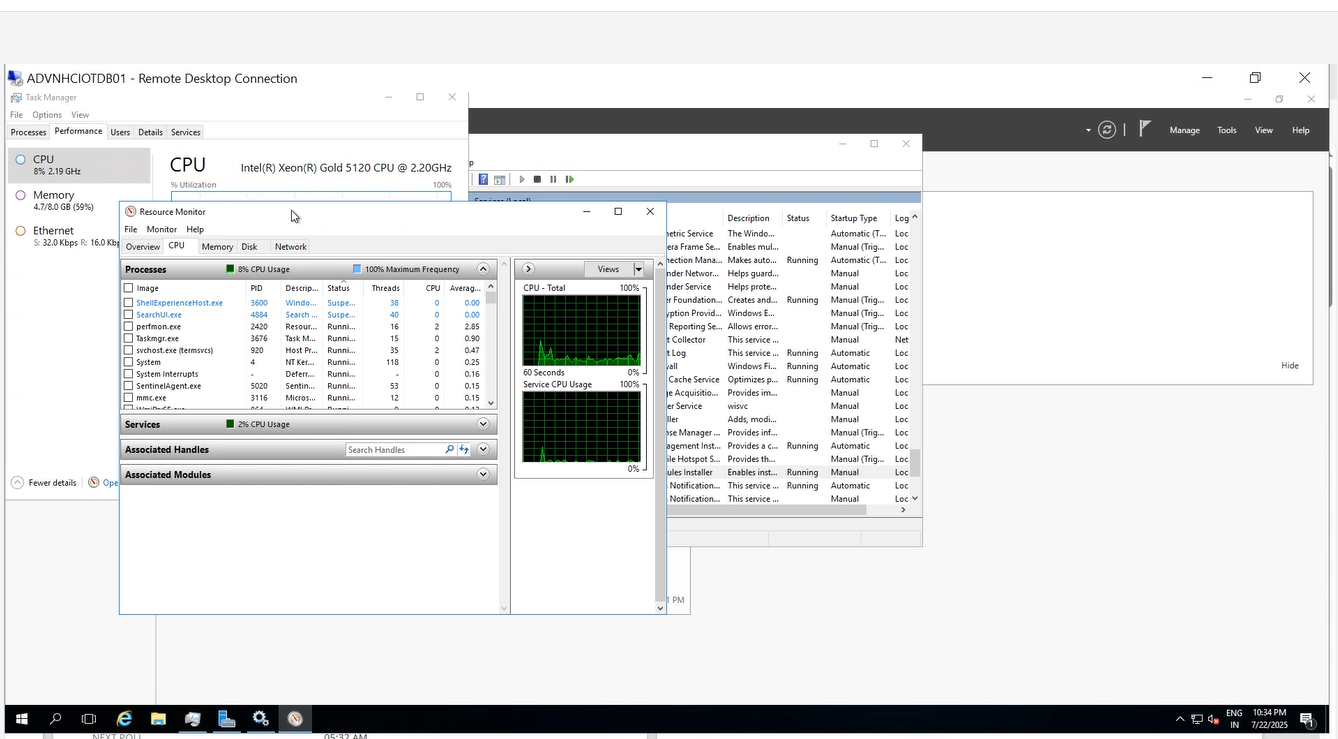 ADVNHCIOTDB01 - Remote Desktop Connection
Task Manager
File Options View
Processes Performance Users Details Services
CPU
8% 2.19 GHz
Memory
4.7/8.0 GB (59%)
Ethernet
S: 32.0 Kbps R: 16.0 Kbp
CPU Intel(R) Xeon(R) Gold 5120 CPU @ 2.20GHz
% Utilization 100%
Fewer details Ope
Manage Tools View Help
Hide
Resource Monitor
File Monitor Help
Overview CPU Memory Disk Network
Processes 8% CPU Usage 100% Maximum Frequency
Image PID Descrip... Status Threads CPU Averag...
ShellExperienceHost.exe 3600 Windo... Suspe... 38 0 0.00
SearchUI.exe 4884 Search ... Suspe... 40 0 0.00
perfmon.exe 2420 Resour... Runni... 16 2 2.85
Taskmgr.exe 3676 Task M... Runni... 15 0 0.90
svchost.exe (termsvcs) 920 Host Pr... Runni... 35 2 0.47
System 4 NT Ker... Runni... 118 0 0.25
System Interrupts - Deferr... Runni... - 0 0.16
SentinelAgent.exe 5020 Sentin... Runni... 53 0 0.15
mmc.exe 3116 Micros... Runni... 12 0 0.15
Services 2% CPU Usage
Associated Handles Search Handles
Associated Modules
Views
CPU - Total 100%
60 Seconds 0%
Service CPU Usage 100%
0%
Description Status Startup Type Log
netric Service The Windo... Automatic (T... Loc
era Frame Se... Enables mul... Manual (Trig... Loc
onnection Mana... Makes auto... Running Automatic (T... Loc
nder Networ... Helps guard... Manual Loc
nder Service Helps prote... Manual Loc
r Foundation... Creates and... Running Manual (Trig... Loc
yption Provid... Windows E... Manual (Trig... Loc
Reporting Se... Allows error... Manual (Trig... Loc
t Collector This service ... Manual Net
t Log This service ... Running Automatic Loc
wall Windows Fi... Running Automatic Loc
Cache Service Optimizes p... Running Automatic Loc
ge Acquisitio... Provides im... Manual Loc
er Service wisvc Manual Loc
ller Adds, modi... Manual Loc
nse Manager ... Provides inf... Manual (Trig... Loc
agement Inst... Provides a c... Running Automatic Loc
ile Hotspot S... Provides th... Manual (Trig... Loc
ules Installer Enables inst... Running Manual Loc
Notification... This service ... Running Automatic Loc
Notification... This service ... Manual Loc
1 PM
ENG
IN
10:34 PM
7/22/2025
NEXT POLL 05:32 AM